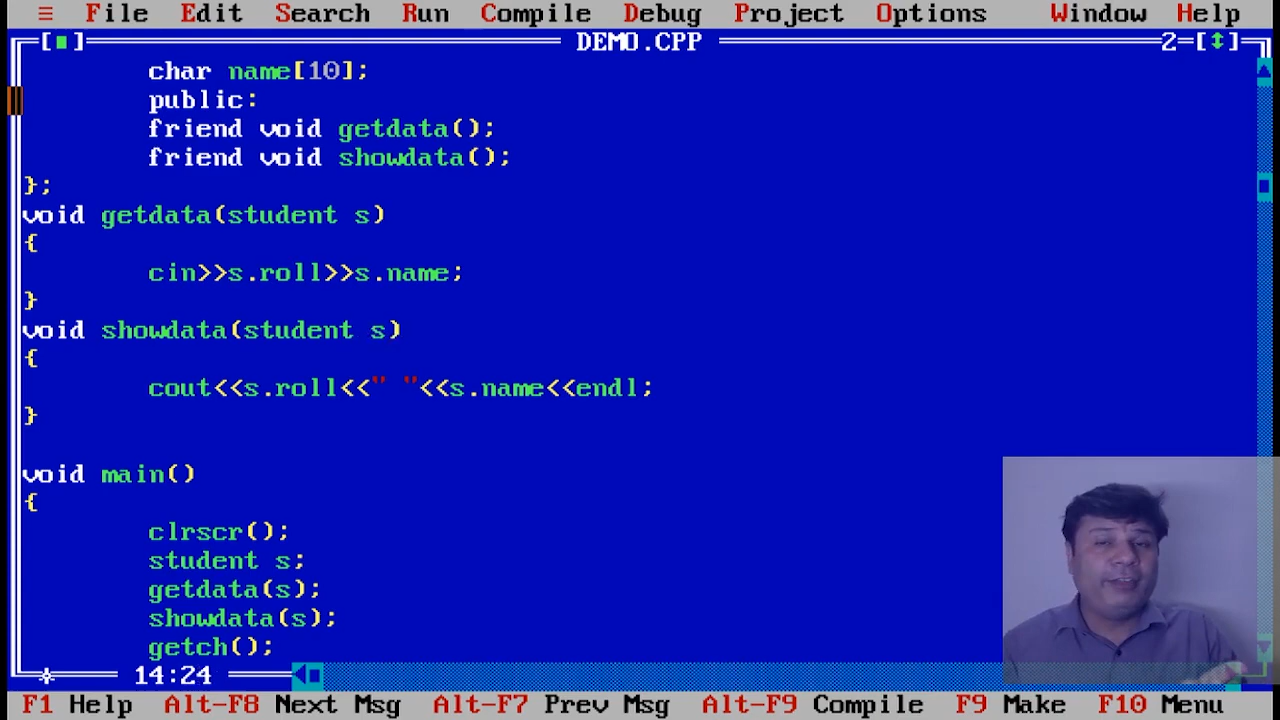 ≡ File Edit Search Run Compile Debug Project Options Window Help
[■] DEMO.CPP 2=[↕]
char name[10];
public:
friend void getdata();
friend void showdata();
};
void getdata(student s)
{
cin>>s.roll>>s.name;
}
void showdata(student s)
{
cout<<s.roll<<" "<<s.name<<endl;
}
void main()
{
clrscr();
student s;
getdata(s);
showdata(s);
getch();
14:24
F1 Help Alt-F8 Next Msg Alt-F7 Prev Msg Alt-F9 Compile F9 Make F10 Menu